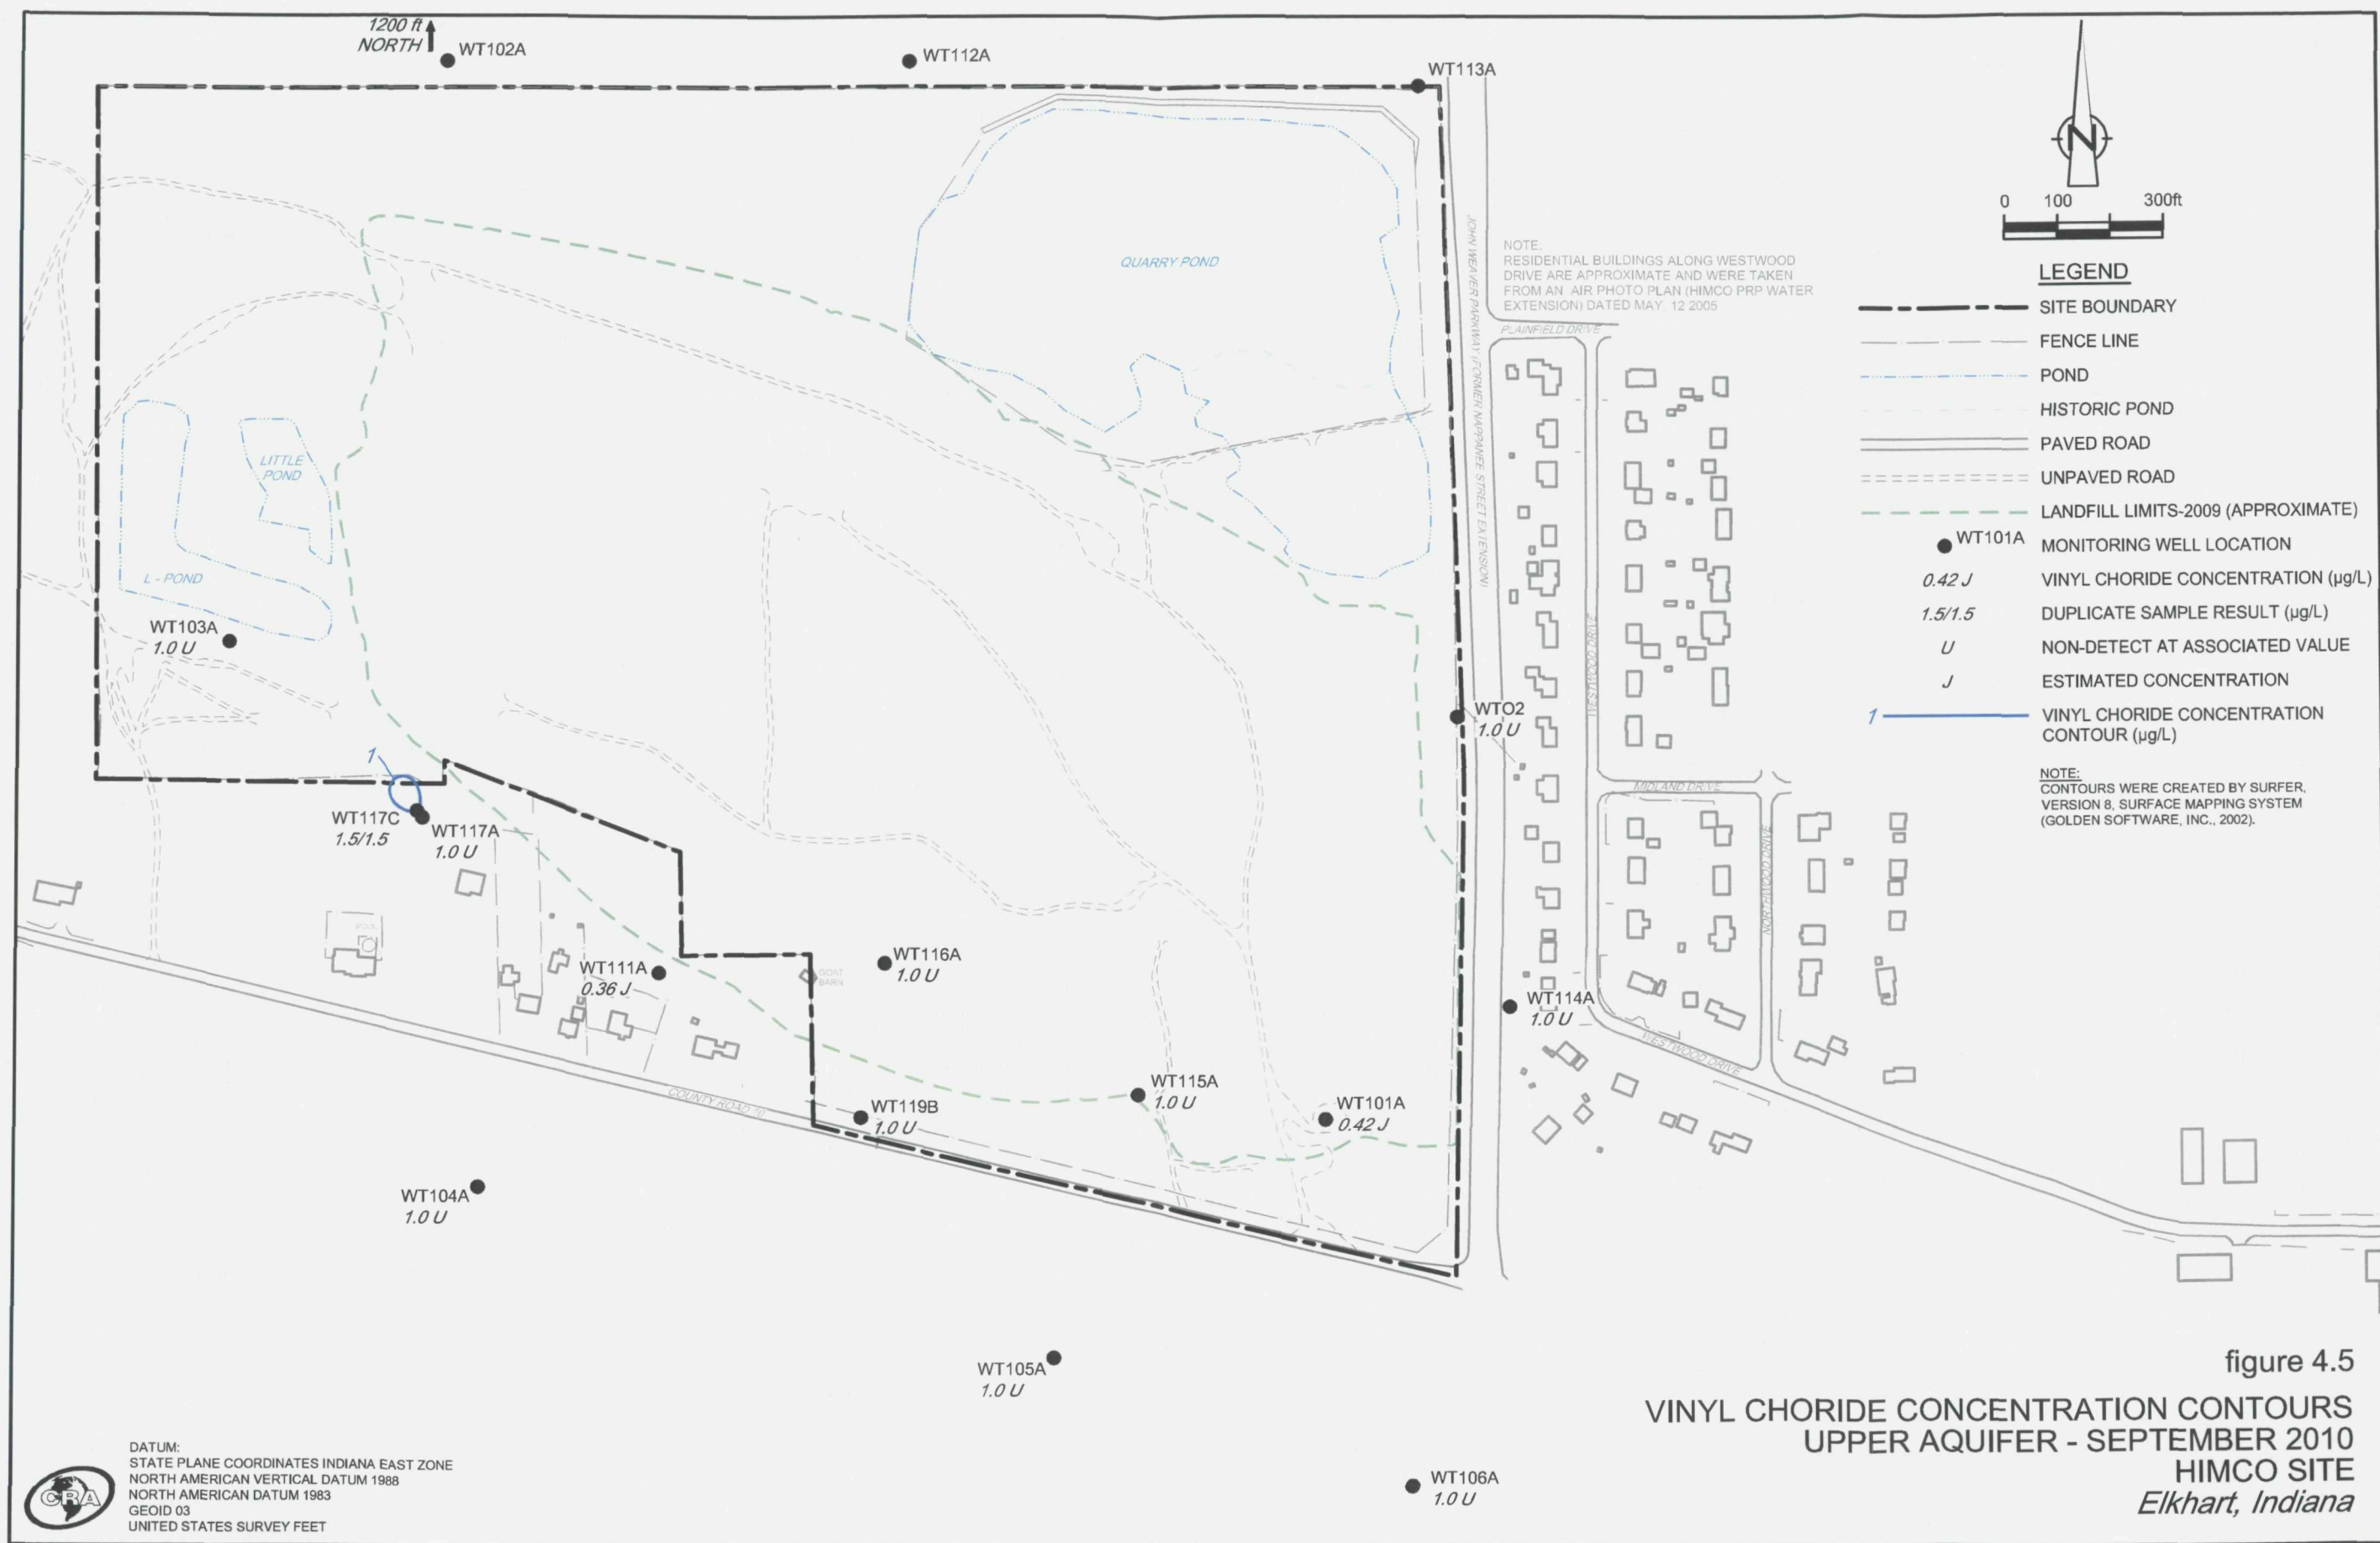 1200 ft
NORTH
WT102A
WT112A
WT113A
N
0 100 300ft
QUARRY POND
JOHN WEAVER PARKWAY (FORMER NAPPANEE STREET EXTENSION)
NOTE:
RESIDENTIAL BUILDINGS ALONG WESTWOOD
DRIVE ARE APPROXIMATE AND WERE TAKEN
FROM AN AIR PHOTO PLAN (HIMCO PRP WATER
EXTENSION) DATED MAY 12 2005
PLAINFIELD DRIVE
LEGEND
SITE BOUNDARY
FENCE LINE
POND
HISTORIC POND
PAVED ROAD
UNPAVED ROAD
LANDFILL LIMITS-2009 (APPROXIMATE)
WT101A MONITORING WELL LOCATION
0.42 J VINYL CHORIDE CONCENTRATION (µg/L)
1.5/1.5 DUPLICATE SAMPLE RESULT (µg/L)
U NON-DETECT AT ASSOCIATED VALUE
J ESTIMATED CONCENTRATION
1 VINYL CHORIDE CONCENTRATION
CONTOUR (µg/L)
NOTE:
CONTOURS WERE CREATED BY SURFER,
VERSION 8, SURFACE MAPPING SYSTEM
(GOLDEN SOFTWARE, INC., 2002).
LITTLE
POND
L - POND
WT103A
1.0 U
WESTWOOD DRIVE
WTO2
1.0 U
1
WT117C
1.5/1.5
WT117A
1.0 U
MIDLAND DRIVE
NORTHWOOD DRIVE
POOL
WT111A
0.36 J
GOAT
BARN
WT116A
1.0 U
WT114A
1.0 U
WESTWOOD DRIVE
COUNTY ROAD 10
WT119B
1.0 U
WT115A
1.0 U
WT101A
0.42 J
WT104A
1.0 U
WT105A
1.0 U
WT106A
1.0 U
CRA
DATUM:
STATE PLANE COORDINATES INDIANA EAST ZONE
NORTH AMERICAN VERTICAL DATUM 1988
NORTH AMERICAN DATUM 1983
GEOID 03
UNITED STATES SURVEY FEET
figure 4.5
VINYL CHORIDE CONCENTRATION CONTOURS
UPPER AQUIFER - SEPTEMBER 2010
HIMCO SITE
Elkhart, Indiana